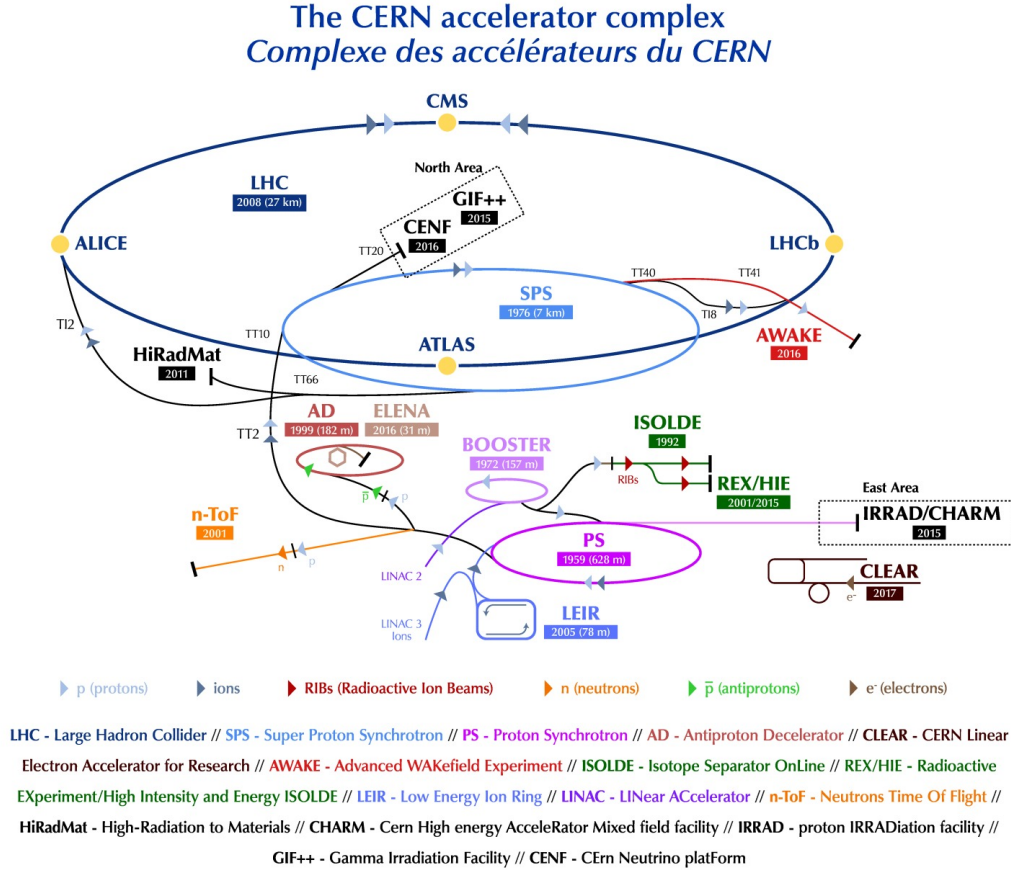 The CERN accelerator complex
Complexe des accélérateurs du CERN
CMS
North Area
LHC
2008 (27 km)
GIF++
2015
CENF
2016
TT20
ALICE
LHCb
TT40
TT41
SPS
1976 (7 km)
TI2
TT10
TI8
ATLAS
AWAKE
2016
HiRadMat
2011
TT66
AD
1999 (182 m)
ELENA
2016 (31 m)
TT2
ISOLDE
1992
BOOSTER
1972 (157 m)
RIBs
REX/HIE
2001/2015
p̅
p
East Area
IRRAD/CHARM
2015
n-ToF
2001
n
p
PS
1959 (628 m)
LINAC 2
CLEAR
2017
e-
LINAC 3
Ions
LEIR
2005 (78 m)
p (protons)
ions
RIBs (Radioactive Ion Beams)
n (neutrons)
p̅ (antiprotons)
e- (electrons)
LHC - Large Hadron Collider // SPS - Super Proton Synchrotron // PS - Proton Synchrotron // AD - Antiproton Decelerator // CLEAR - CERN Linear
Electron Accelerator for Research // AWAKE - Advanced WAKefield Experiment // ISOLDE - Isotope Separator OnLine // REX/HIE - Radioactive
EXperiment/High Intensity and Energy ISOLDE // LEIR - Low Energy Ion Ring // LINAC - LINear ACcelerator // n-ToF - Neutrons Time Of Flight //
HiRadMat - High-Radiation to Materials // CHARM - Cern High energy AcceleRator Mixed field facility // IRRAD - proton IRRADiation facility //
GIF++ - Gamma Irradiation Facility // CENF - CErn Neutrino platForm